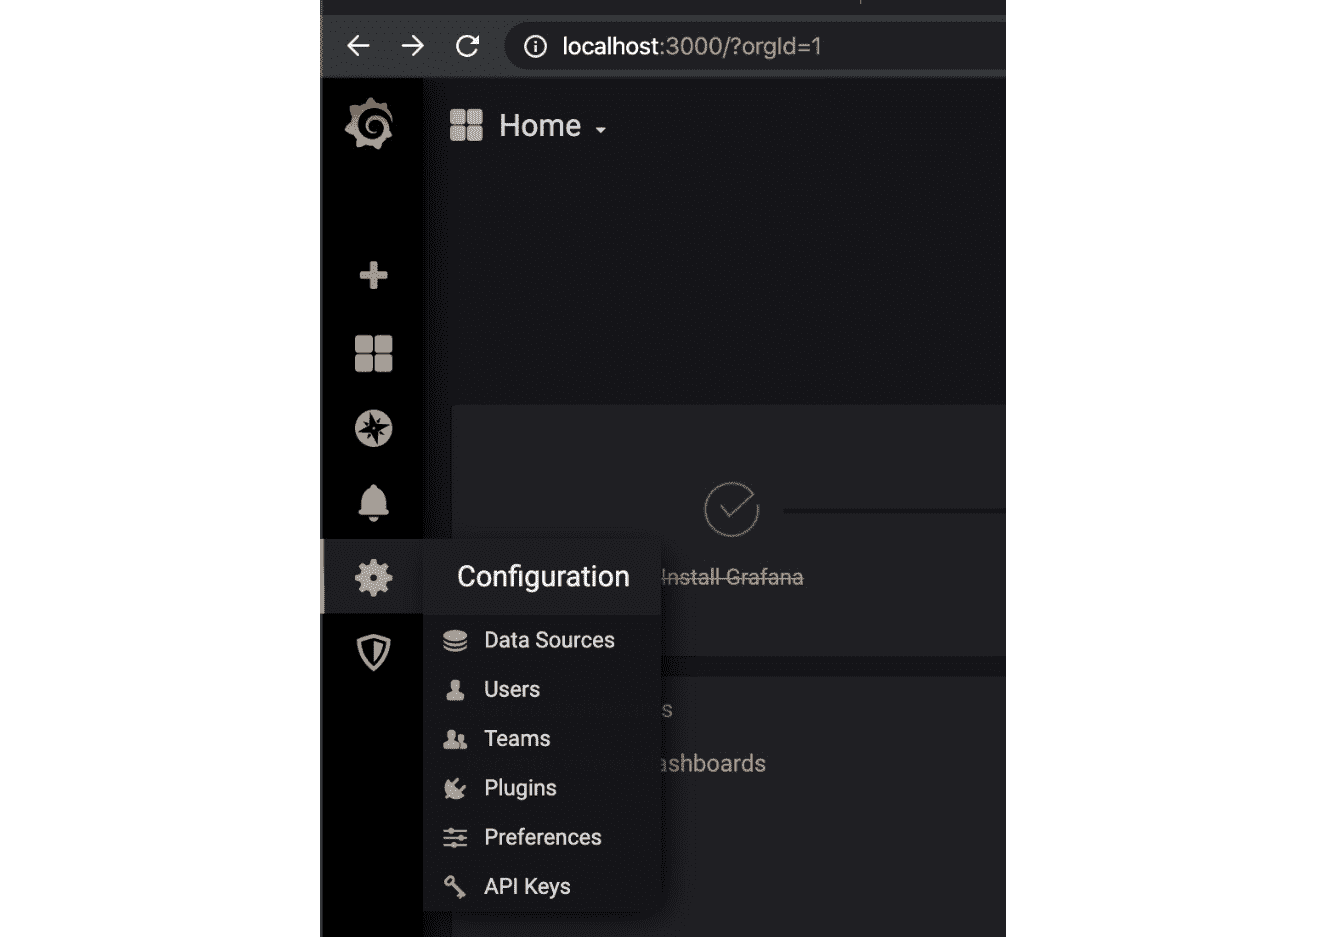 localhost:3000/?orgId=1
Home
Install Grafana
Configuration
Data Sources
Users
s
Teams
ashboards
Plugins
Preferences
API Keys